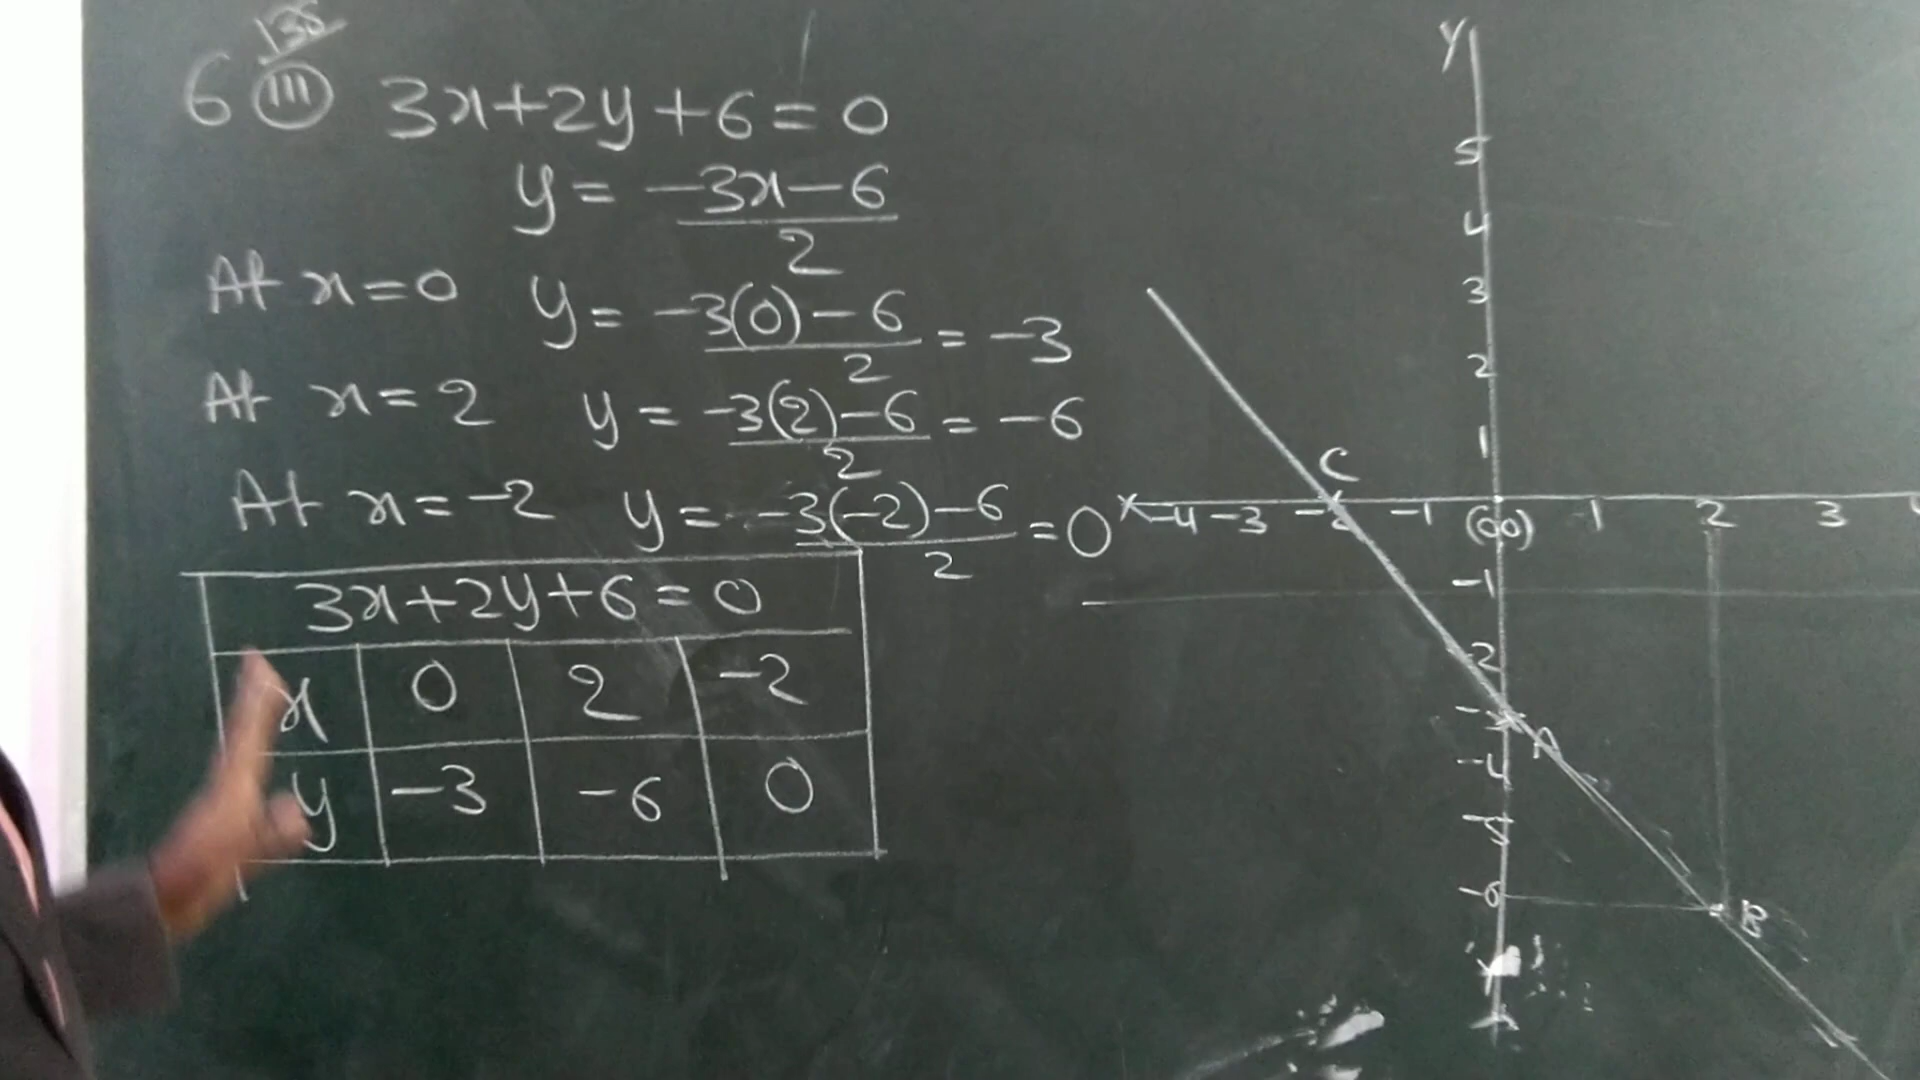 135
6 (III) 3x+2y+6=0
y = -3x-6/2
At x=0 y = -3(0)-6/2 = -3
At x=2 y = -3(2)-6/2 = -6
At x=-2 y = -3(-2)-6/2 = 0
3x+2y+6=0
x 0 2 -2
y -3 -6 0
Y
5
4
3
2
1
C
X -4 -3 -2 -1 (00) 1 2 3
-1
-2
-3 A
-4
-5
-6 B
Y'